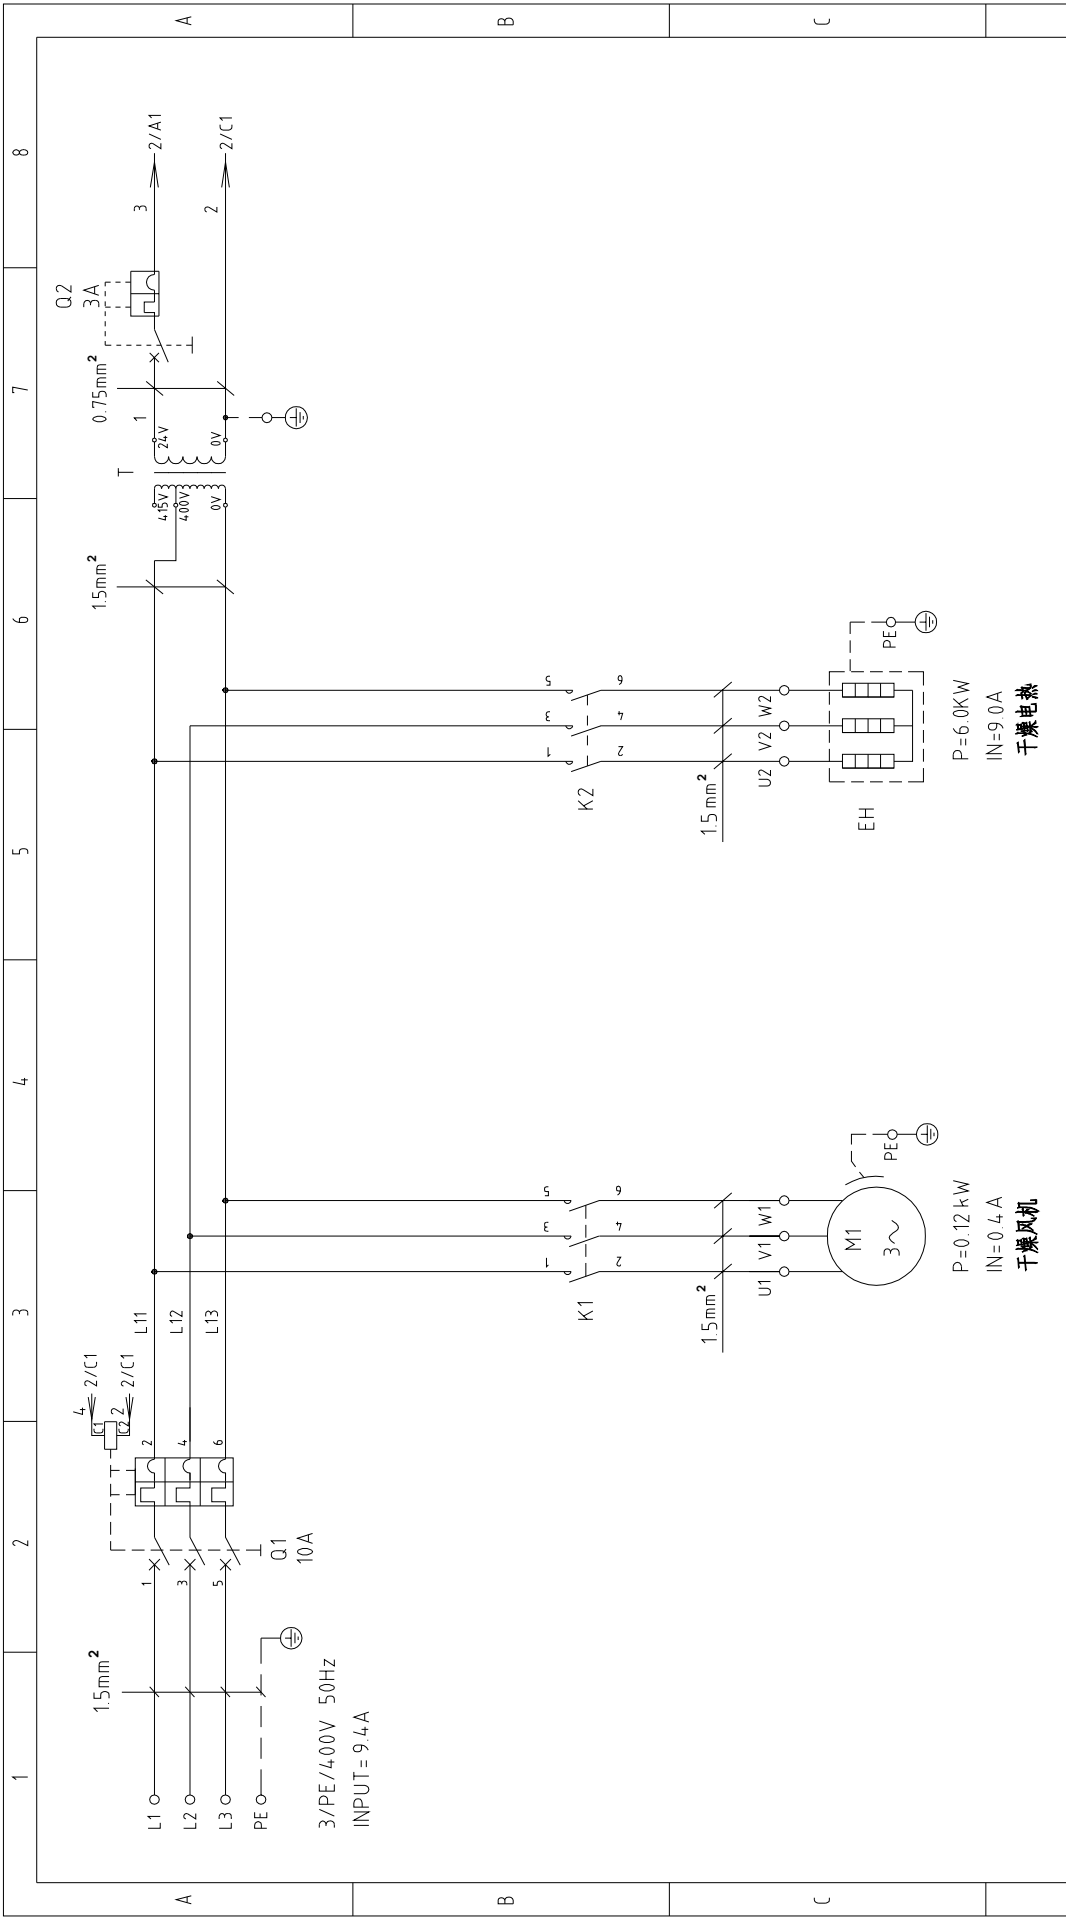 1 2 3 4 5 6 7 8
A
B
C
A
B
C
L1
L2
L3
PE
1.5mm²
3/PE/400V 50HZ
INPUT= 9.4A
1
3
5
Q1
10A
2
4
6
C1
C2
4
2/C1
2
2/C1
L11
L12
L13
1
3
5
K1
2
4
6
1.5mm²
U1
V1
W1
M1
3~
PE
P=0.12kW
IN=0.4A
干燥风机
1
3
5
K2
2
4
6
1.5mm²
U2
V2
W2
EH
PE
P=6.0KW
IN=9.0A
干燥电热
1.5mm²
415V
400V
0V
T
24V
0V
1
0.75mm²
Q2
3A
3
2/A1
2
2/C1